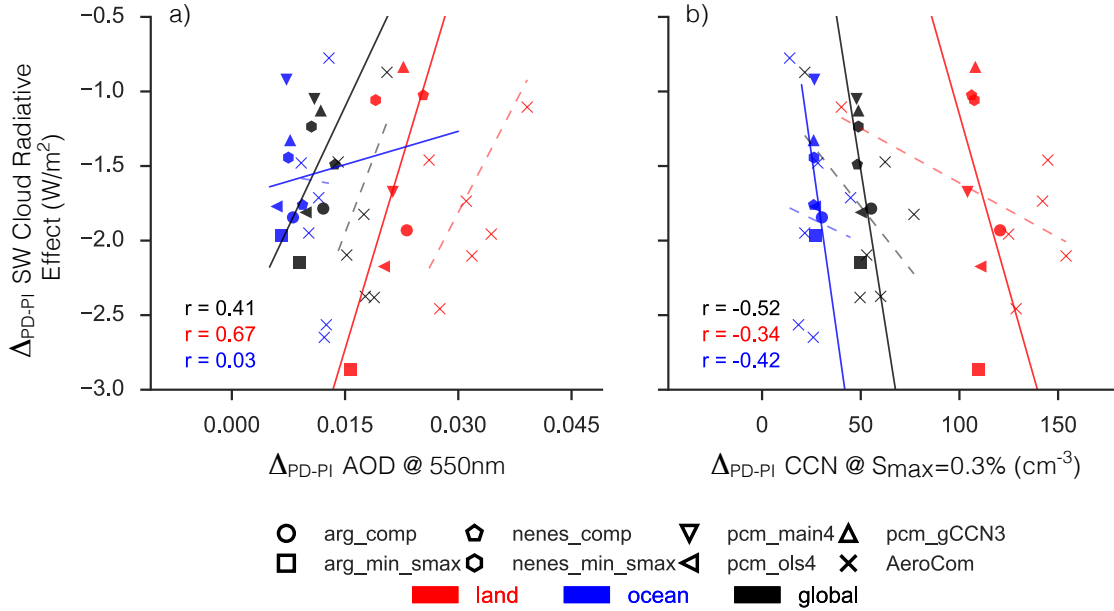 a)
b)
−0.5
−1.0
−1.5
−2.0
−2.5
−3.0
ΔPD-PI SW Cloud Radiative
Effect (W/m²)
r = 0.41
r = 0.67
r = 0.03
r = -0.52
r = -0.34
r = -0.42
0.000 0.015 0.030 0.045
0 50 100 150
ΔPD-PI AOD @ 550nm
ΔPD-PI CCN @ Smax=0.3% (cm⁻³)
arg_comp nenes_comp pcm_main4 pcm_gCCN3
arg_min_smax nenes_min_smax pcm_ols4 AeroCom
land ocean global